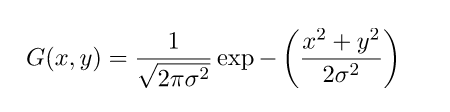 G(x, y) = \frac{1}{\sqrt{2\pi\sigma^2}} \exp - \left( \frac{x^2 + y^2}{2\sigma^2} \right)